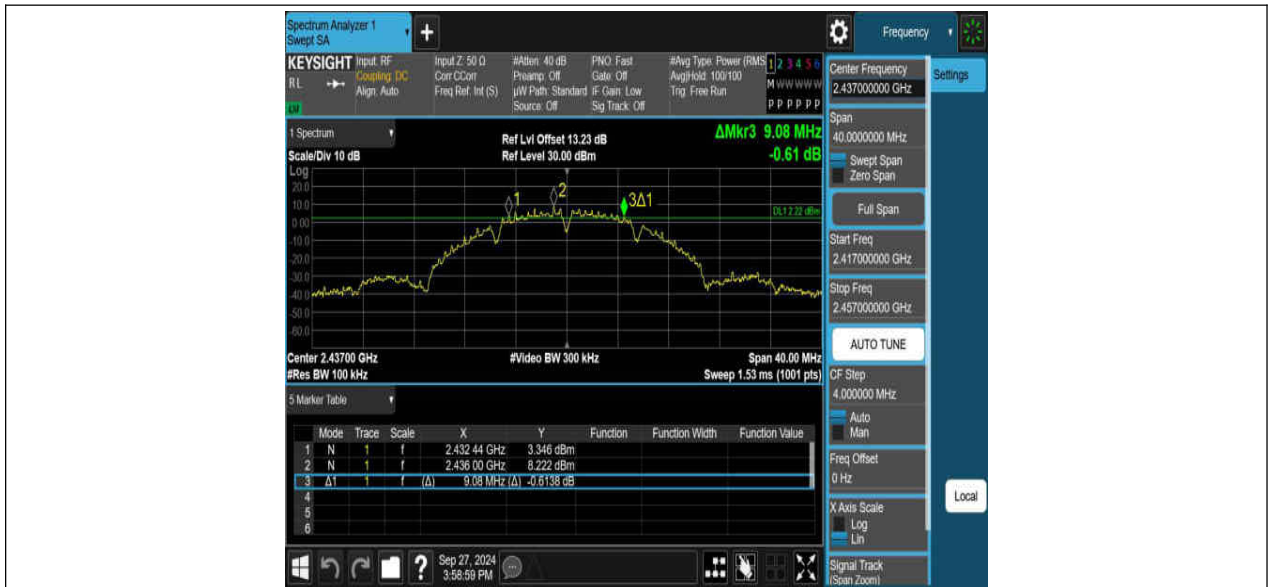 Spectrum Analyzer 1
Swept SA
+
Frequency
KEYSIGHT
RL
Input: RF
Coupling: DC
Align: Auto
Input Z: 50 Ω
Corr CCorr
Freq Ref: Int (S)
#Atten: 40 dB
Preamp: Off
µW Path: Standard
Source: Off
PNO: Fast
Gate: Off
IF Gain: Low
Sig Track: Off
#Avg Type: Power (RMS
Avg|Hold: 100/100
Trig: Free Run
1 2 3 4 5 6
M W W W W W
P P P P P P
1 Spectrum
Scale/Div 10 dB
Ref Lvl Offset 13.23 dB
Ref Level 30.00 dBm
ΔMkr3 9.08 MHz
-0.61 dB
Log
20.0
10.0
0.00
-10.0
-20.0
-30.0
-40.0
-50.0
-60.0
1
2
3Δ1
DL1 2.22 dBm
Center 2.43700 GHz
#Video BW 300 kHz
Span 40.00 MHz
#Res BW 100 kHz
Sweep 1.53 ms (1001 pts)
5 Marker Table
Mode Trace Scale X Y Function Function Width Function Value
1 N 1 f 2.432 44 GHz 3.346 dBm
2 N 1 f 2.436 00 GHz 8.222 dBm
3 Δ1 1 f (Δ) 9.08 MHz (Δ) -0.6138 dB
4
5
6
?
Sep 27, 2024
3:58:59 PM
Center Frequency
2.437000000 GHz
Settings
Span
40.0000000 MHz
Swept Span
Zero Span
Full Span
Start Freq
2.417000000 GHz
Stop Freq
2.457000000 GHz
AUTO TUNE
CF Step
4.000000 MHz
Auto
Man
Freq Offset
0 Hz
X Axis Scale
Log
Lin
Local
Signal Track
(Span Zoom)